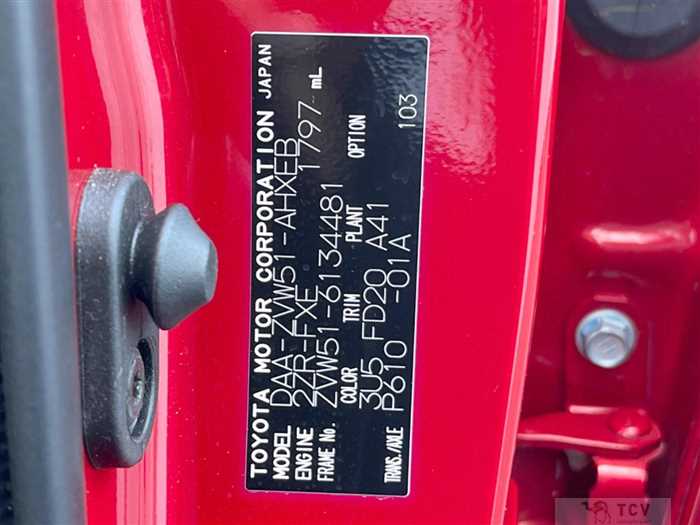 TOYOTA MOTOR CORPORATION JAPAN
MODEL DAA-ZVW51-AHXEB
ENGINE 2ZR-FXE 1797 mL
FRAME No. ZVW51-6134481
COLOR TRIM PLANT OPTION
3U5 FD20 A41 103
TRANS./AXLE P610 -01A
TCV